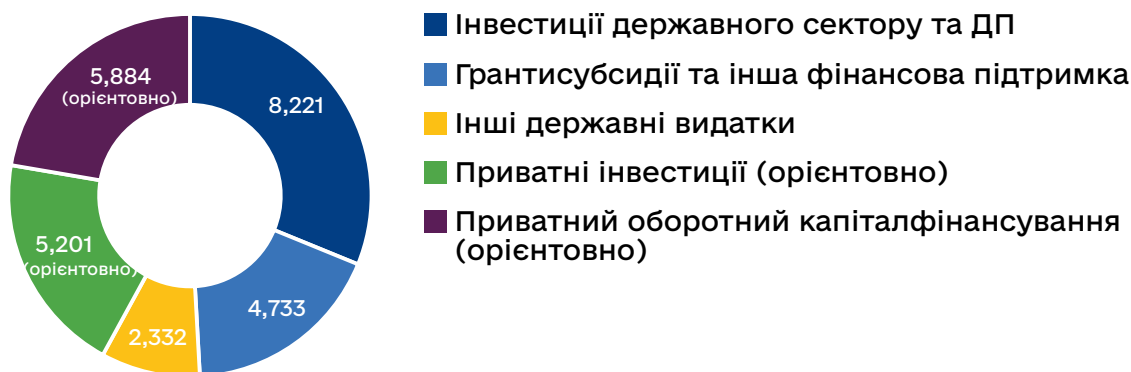 5,884
(орієнтовно)
8,221
5,201
(орієнтовно)
4,733
2,332
Інвестиції державного сектору та ДП
Грантисубсидії та інша фінансова підтримка
Інші державні видатки
Приватні інвестиції (орієнтовно)
Приватний оборотний капіталфінансування
(орієнтовно)